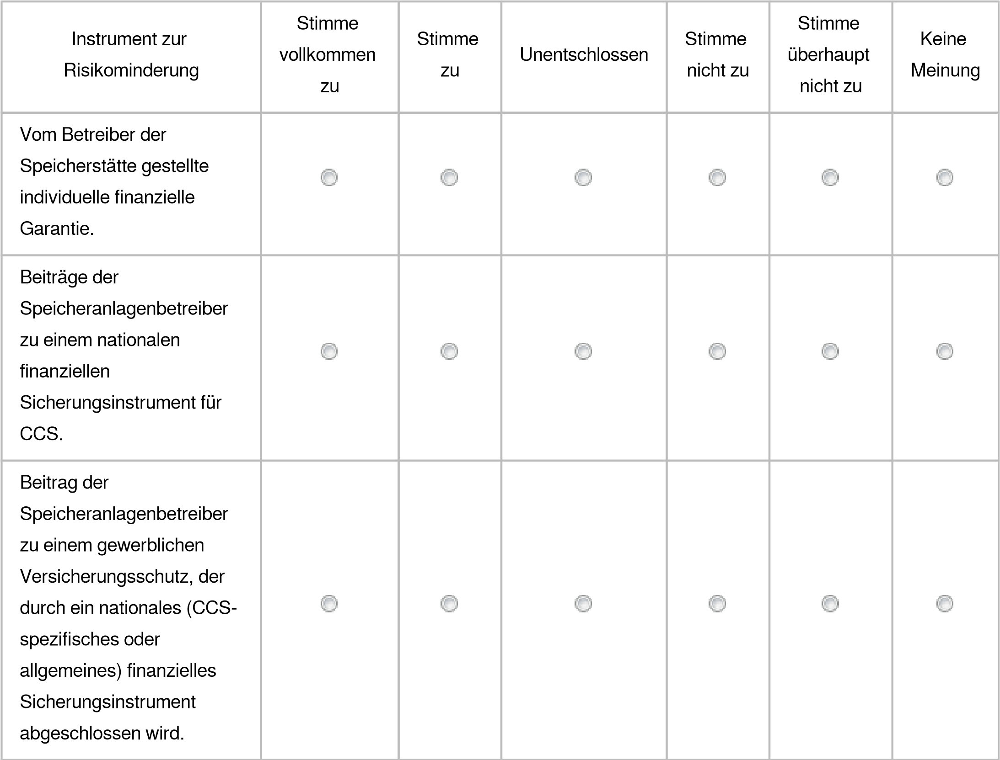 Instrument zur
Risikominderung
Stimme
vollkommen
zu
Stimme
zu
Unentschlossen
Stimme
nicht zu
Stimme
überhaupt
nicht zu
Keine
Meinung
Vom Betreiber der
Speicherstätte gestellte
individuelle finanzielle
Garantie.
Beiträge der
Speicheranlagenbetreiber
zu einem nationalen
finanziellen
Sicherungsinstrument für
CCS.
Beitrag der
Speicheranlagenbetreiber
zu einem gewerblichen
Versicherungsschutz, der
durch ein nationales (CCS-
spezifisches oder
allgemeines) finanzielles
Sicherungsinstrument
abgeschlossen wird.